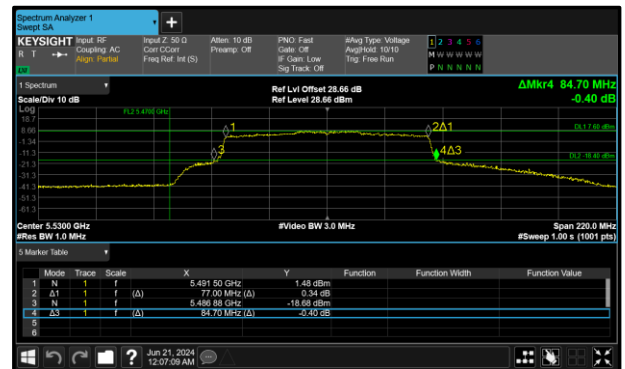 Spectrum Analyzer 1
Swept SA
+
KEYSIGHT Input: RF Input Z: 50 Ω Atten: 10 dB PNO: Fast #Avg Type: Voltage 1 2 3 4 5 6
R T Coupling: AC Corr CCorr Preamp: Off Gate: Off Avg|Hold: 10/10 M W W W W W
Align: Partial Freq Ref: Int (S) IF Gain: Low Trig: Free Run
Sig Track: Off P N N N N N
LXI
1 Spectrum
Scale/Div 10 dB
Ref Lvl Offset 28.66 dB
Ref Level 28.66 dBm
ΔMkr4 84.70 MHz
-0.40 dB
Log
18.7
8.66
-1.34
-11.3
-21.3
-31.3
-41.3
-51.3
-61.3
FL2 5.4700 GHz
1
2Δ1
3
4Δ3
DL1 7.60 dBm
DL2 -18.40 dBm
Center 5.5300 GHz #Video BW 3.0 MHz Span 220.0 MHz
#Res BW 1.0 MHz #Sweep 1.00 s (1001 pts)
5 Marker Table
Mode Trace Scale X Y Function Function Width Function Value
1 N 1 f 5.491 50 GHz 1.48 dBm
2 Δ1 1 f (Δ) 77.00 MHz (Δ) 0.34 dB
3 N 1 f 5.486 88 GHz -18.68 dBm
4 Δ3 1 f (Δ) 84.70 MHz (Δ) -0.40 dB
5
6
? Jun 21, 2024
12:07:09 AM